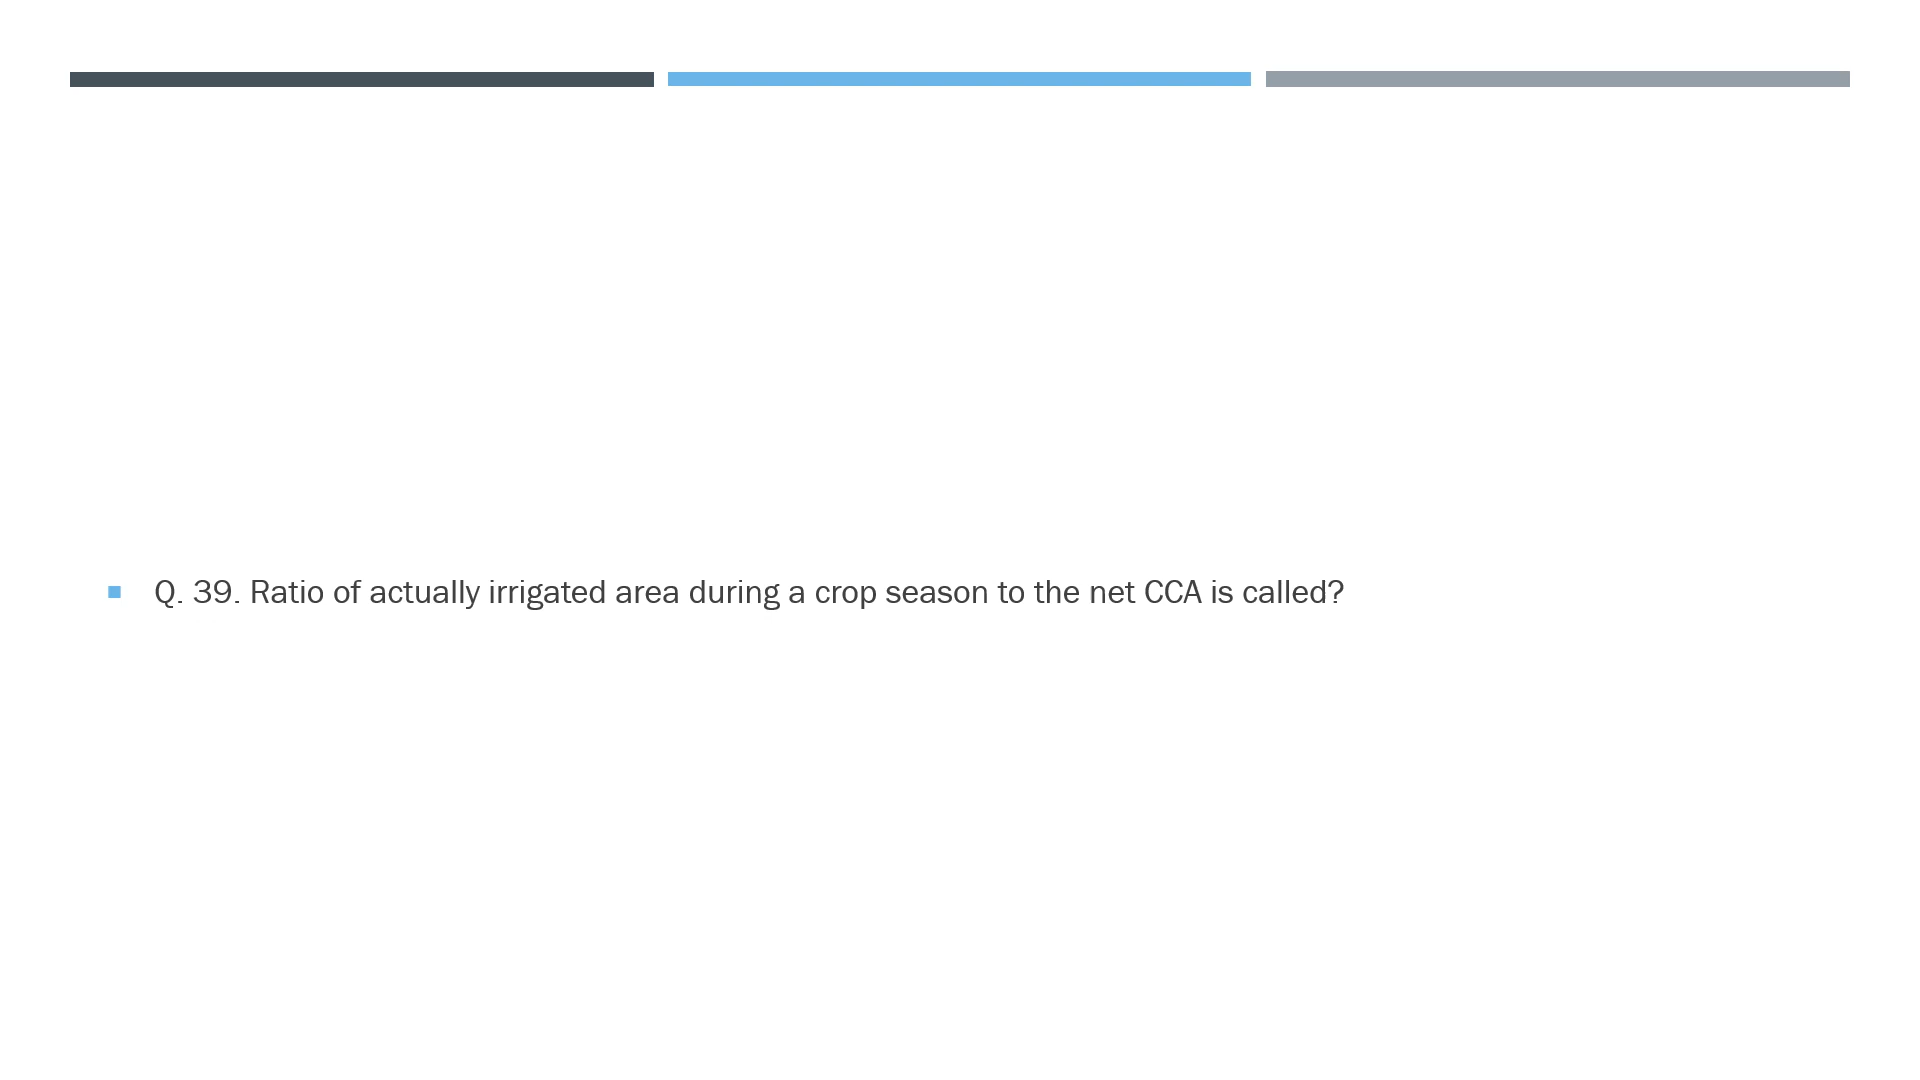 Q. 39. Ratio of actually irrigated area during a crop season to the net CCA is called?